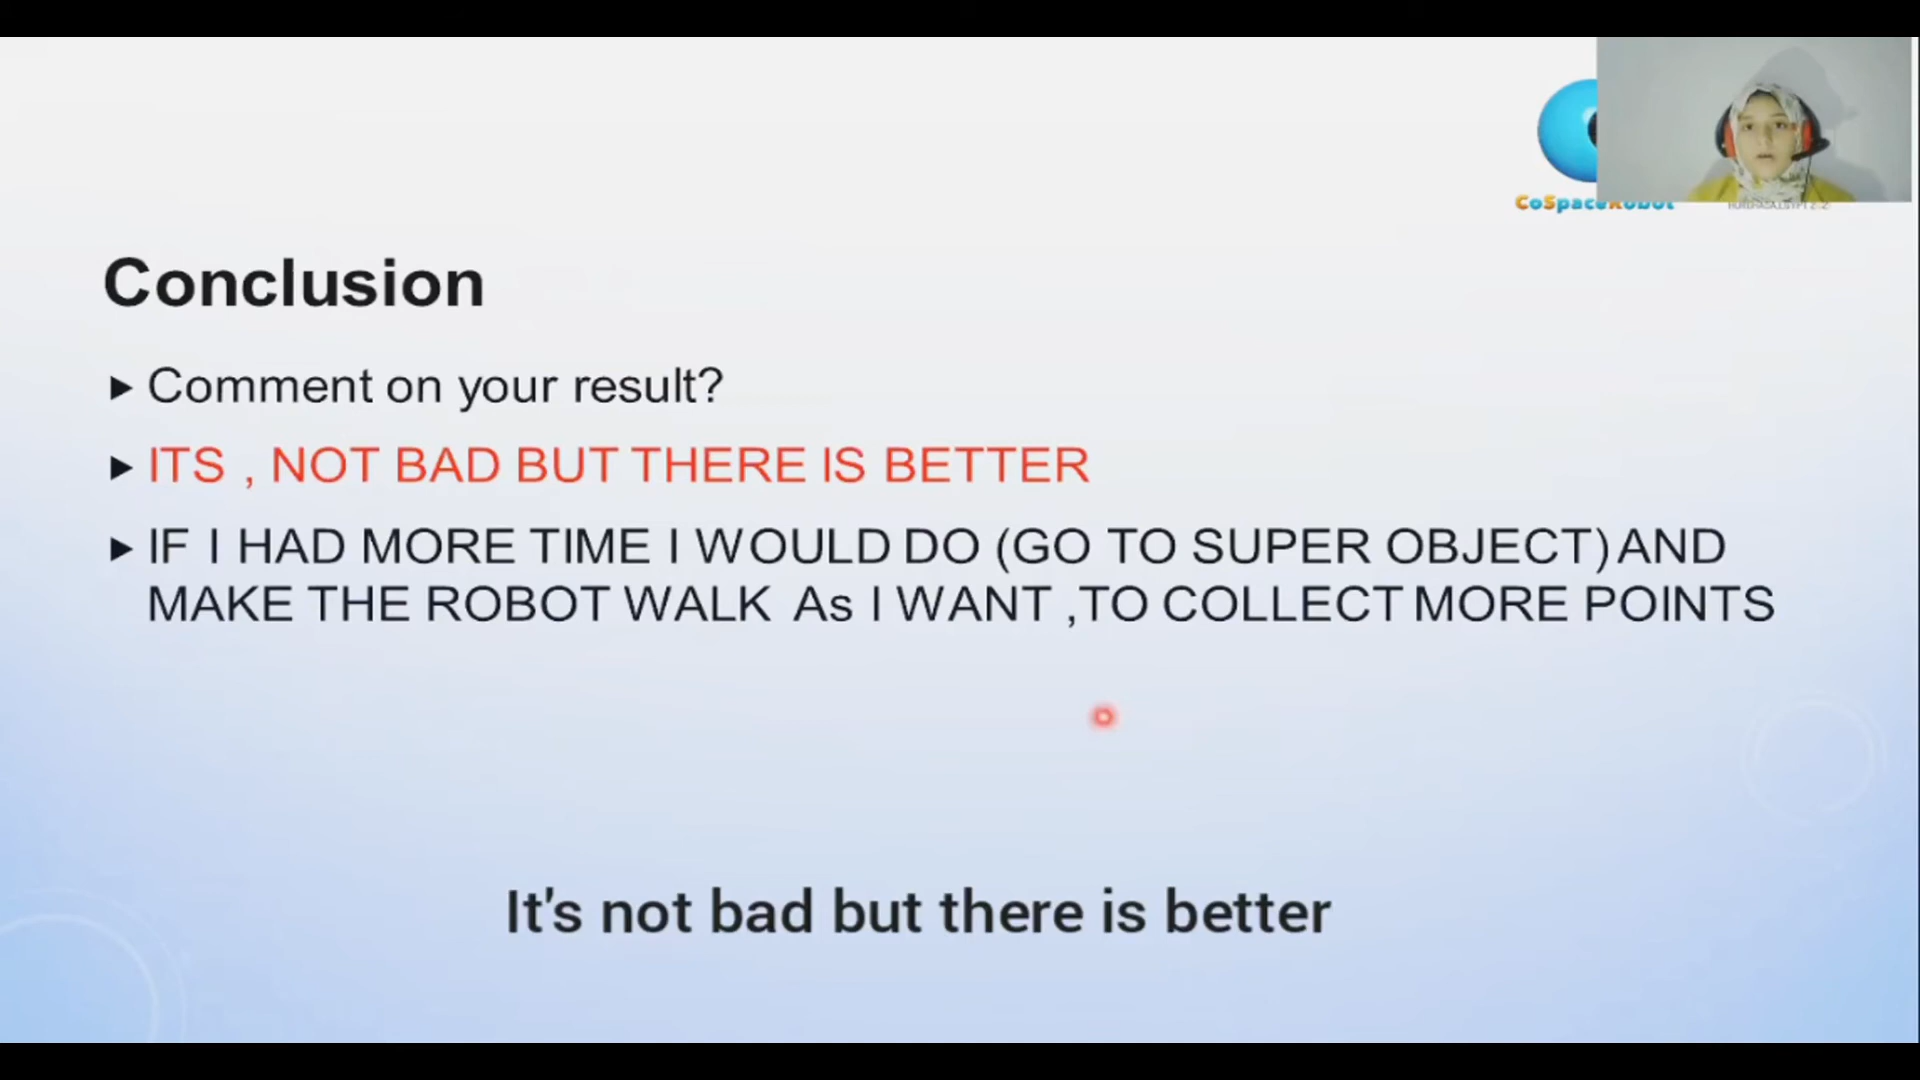 CoSpaceRobot
Conclusion
Comment on your result?
ITS , NOT BAD BUT THERE IS BETTER
IF I HAD MORE TIME I WOULD DO (GO TO SUPER OBJECT) AND
MAKE THE ROBOT WALK As I WANT ,TO COLLECT MORE POINTS
It's not bad but there is better